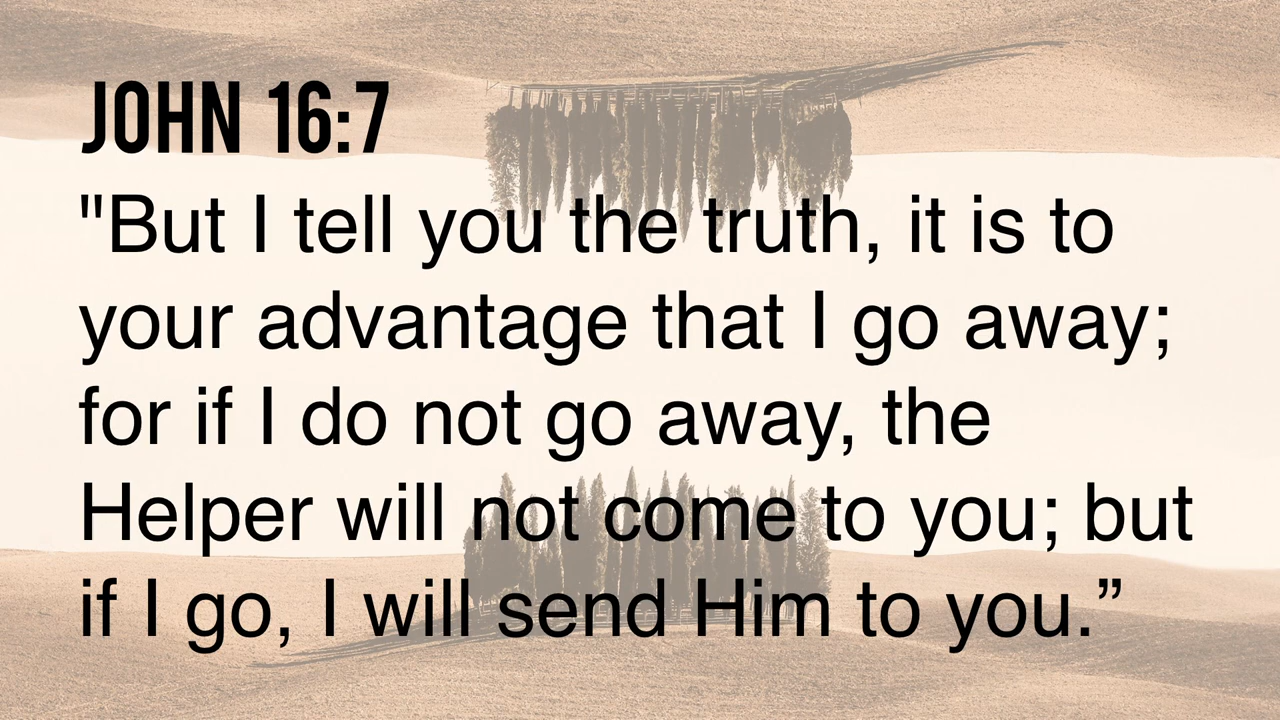 JOHN 16:7
"But I tell you the truth, it is to
your advantage that I go away;
for if I do not go away, the
Helper will not come to you; but
if I go, I will send Him to you.”